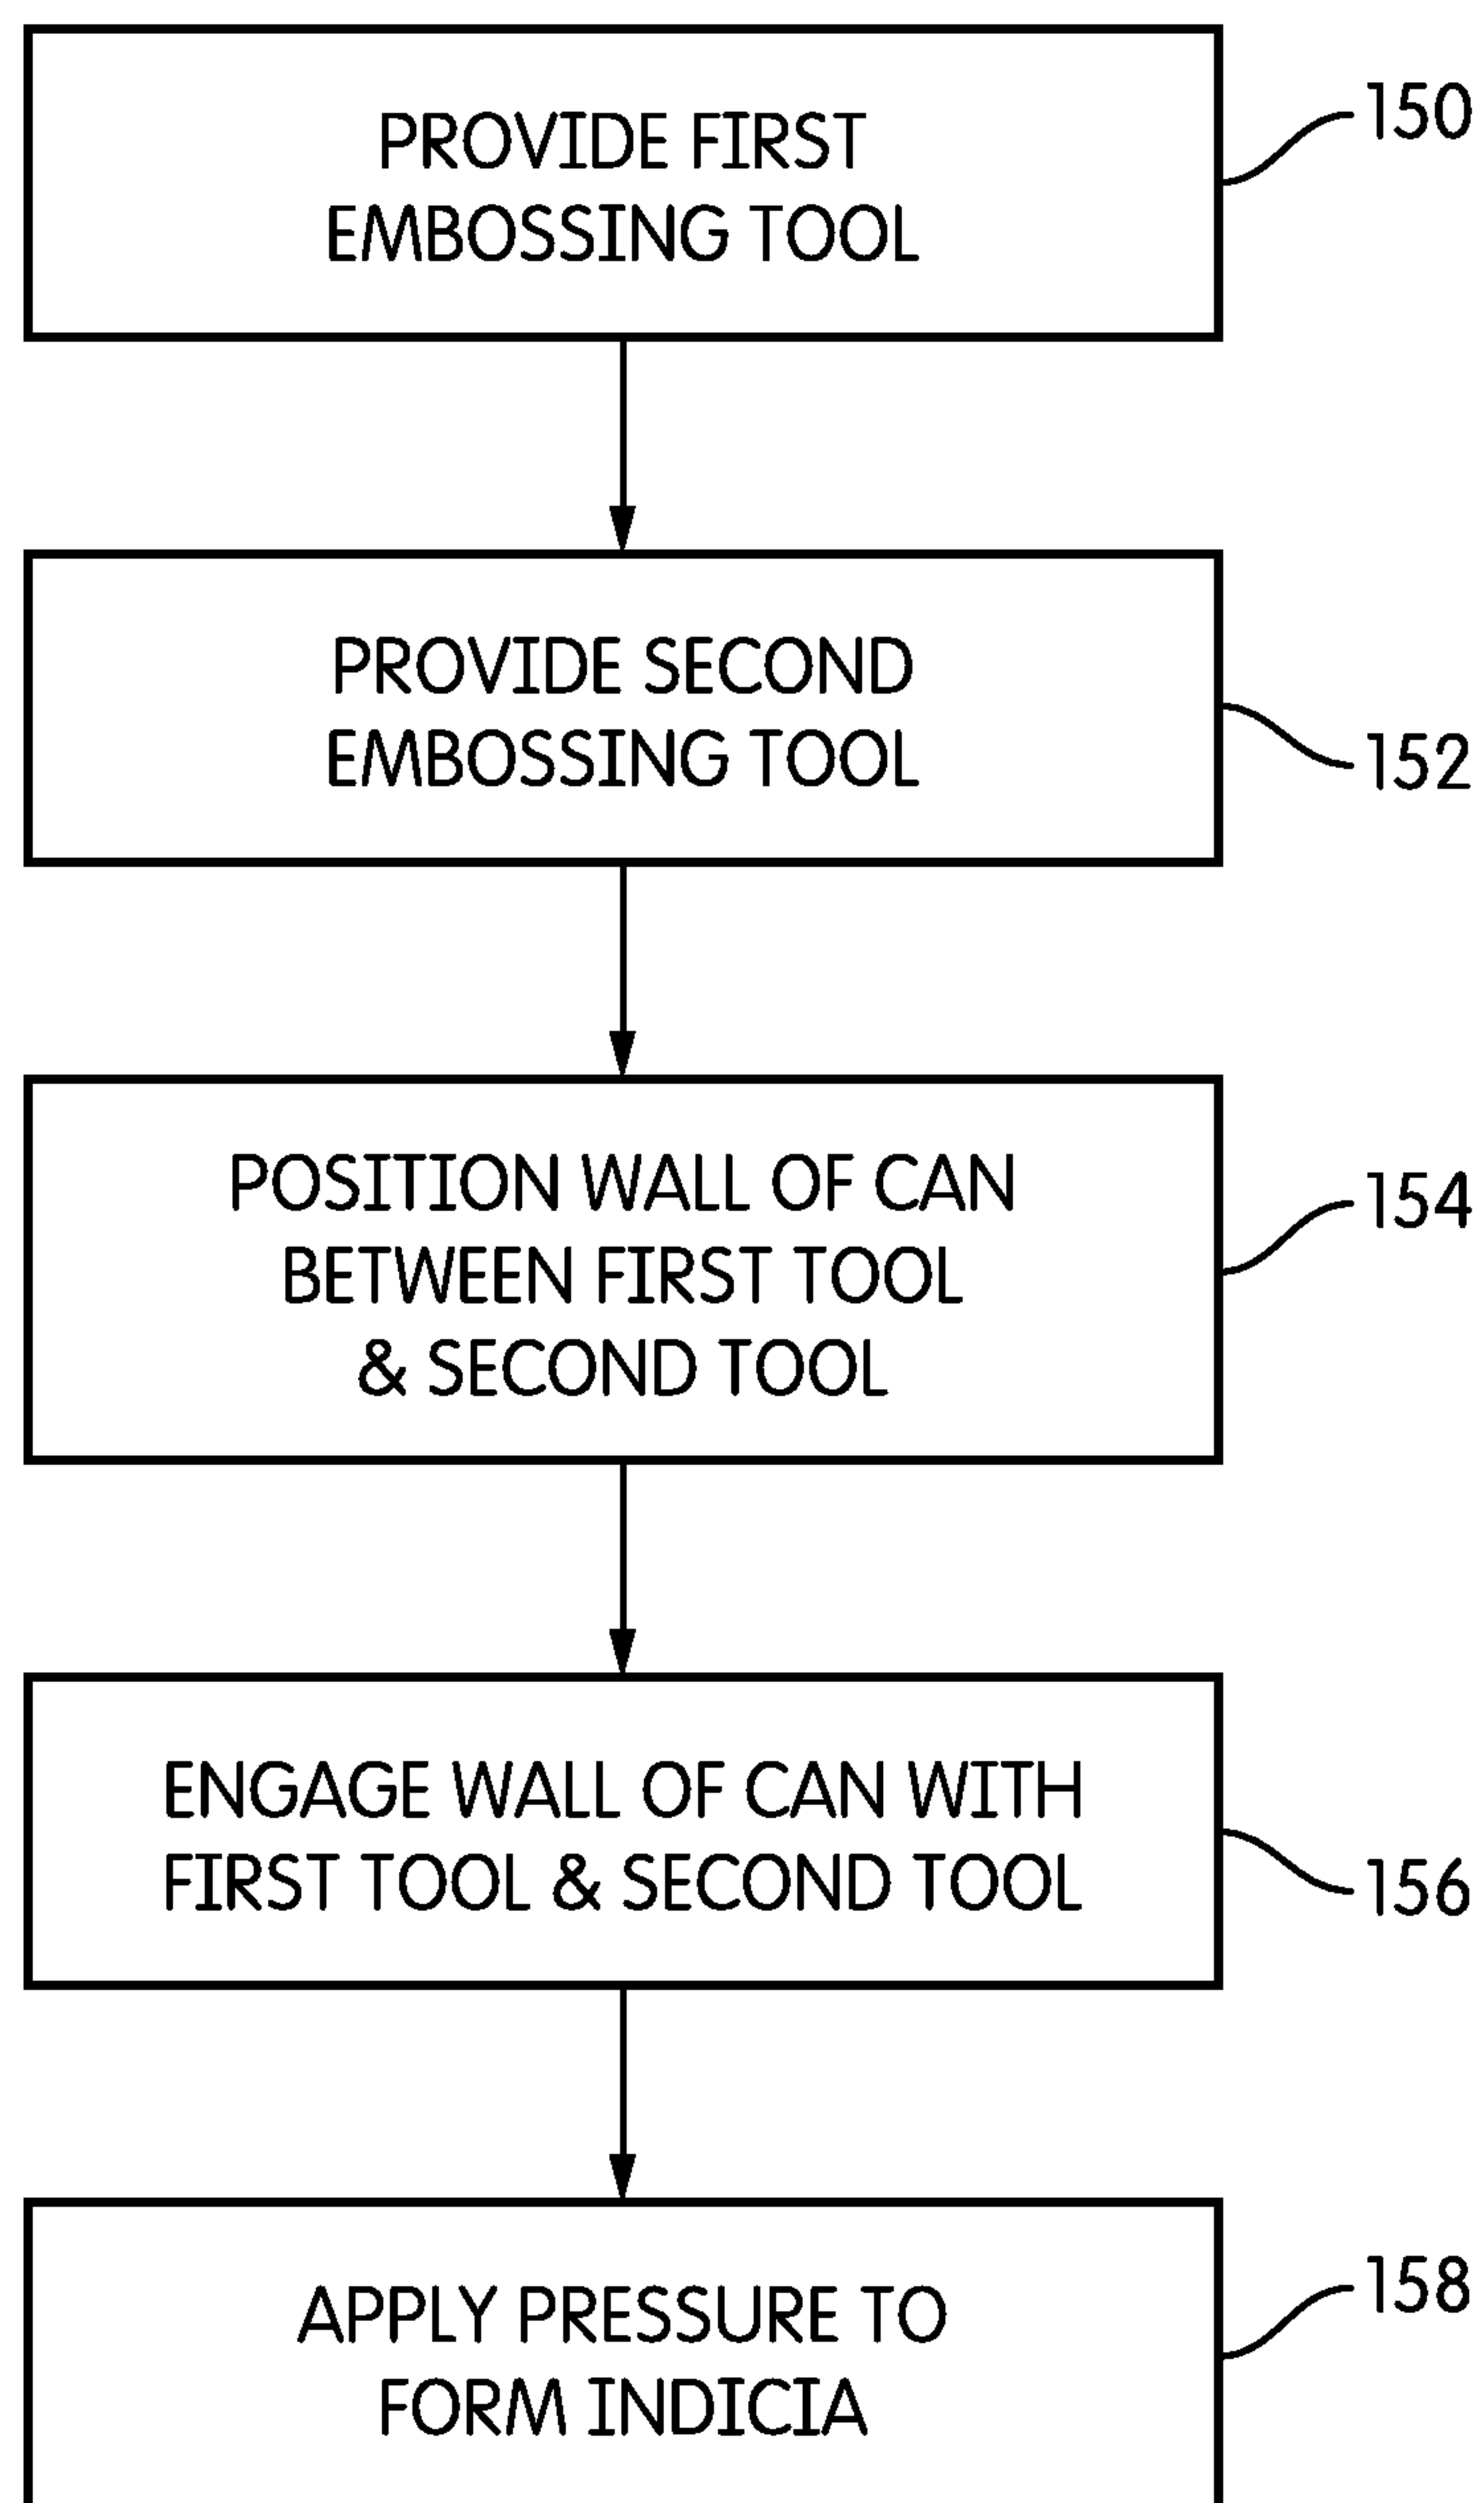 PROVIDE FIRST
EMBOSSING TOOL
150
PROVIDE SECOND
EMBOSSING TOOL
152
POSITION WALL OF CAN
BETWEEN FIRST TOOL
& SECOND TOOL
154
ENGAGE WALL OF CAN WITH
FIRST TOOL & SECOND TOOL
156
APPLY PRESSURE TO
FORM INDICIA
158